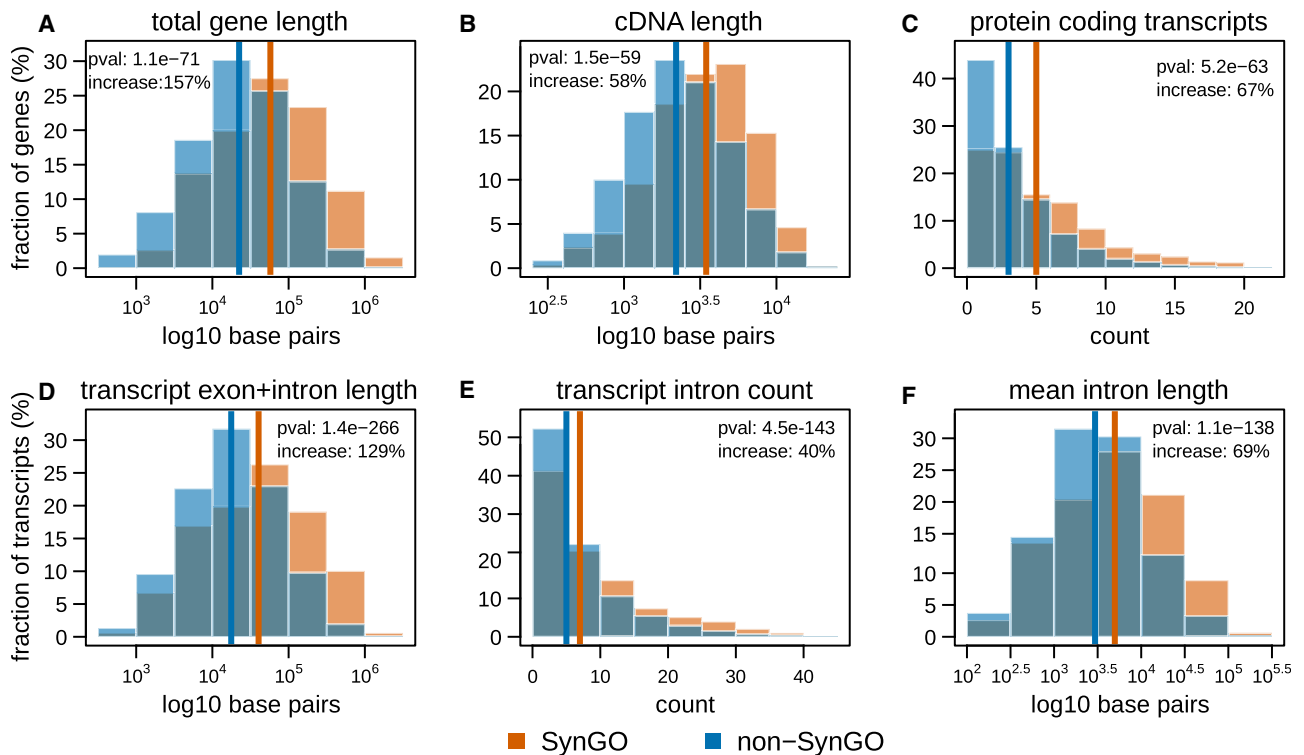 A total gene length
pval: 1.1e−71
increase:157%
fraction of genes (%)
0 5 10 15 20 25 30
10^3 10^4 10^5 10^6
log10 base pairs
B cDNA length
pval: 1.5e−59
increase: 58%
0 5 10 15 20
10^2.5 10^3 10^3.5 10^4
log10 base pairs
C protein coding transcripts
pval: 5.2e−63
increase: 67%
0 10 20 30 40
0 5 10 15 20
count
D transcript exon+intron length
pval: 1.4e−266
increase: 129%
fraction of transcripts (%)
0 5 10 15 20 25 30
10^3 10^4 10^5 10^6
log10 base pairs
E transcript intron count
pval: 4.5e-143
increase: 40%
0 10 20 30 40 50
0 10 20 30 40
count
F mean intron length
pval: 1.1e−138
increase: 69%
0 5 10 15 20 25 30
10^2 10^2.5 10^3 10^3.5 10^4 10^4.5 10^5 10^5.5
log10 base pairs
SynGO non−SynGO